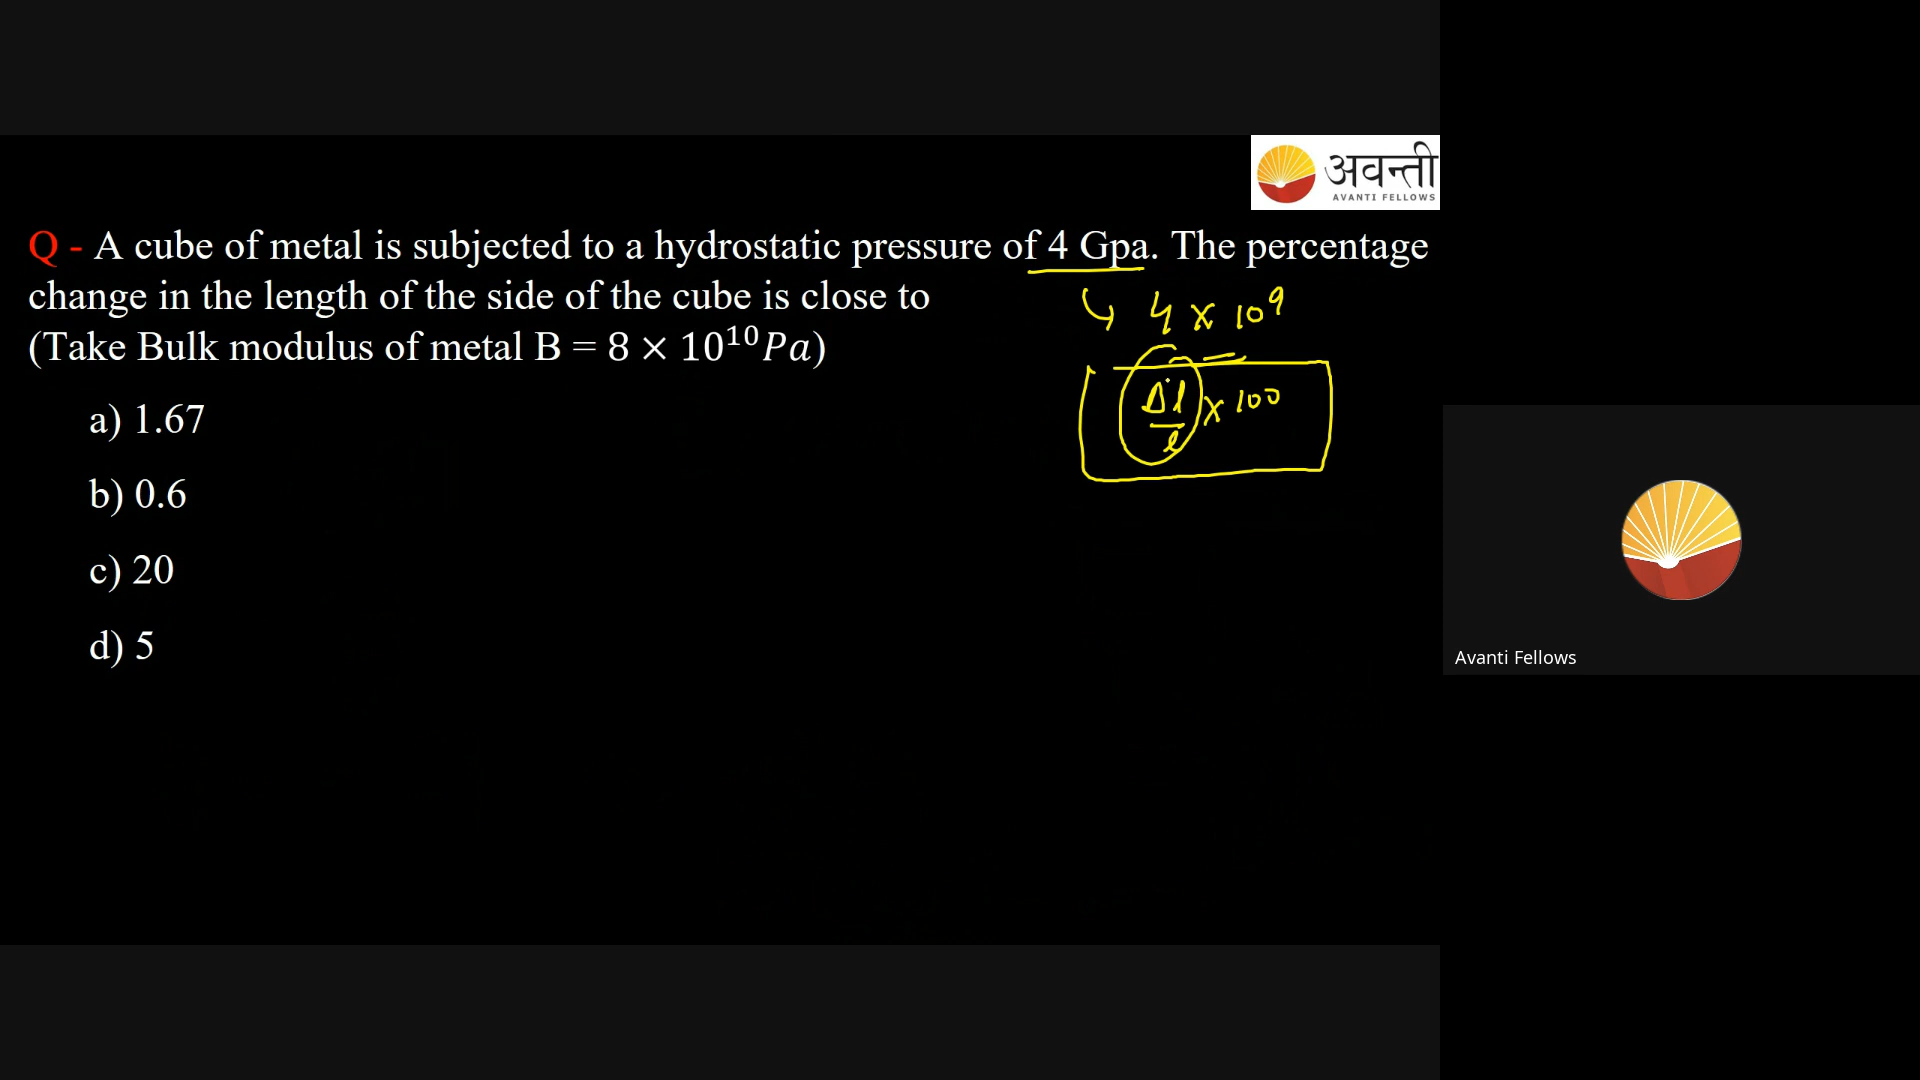 अवन्ती
AVANTI FELLOWS
Q - A cube of metal is subjected to a hydrostatic pressure of 4 Gpa. The percentage
change in the length of the side of the cube is close to
(Take Bulk modulus of metal B = 8 × 10¹⁰Pa)
↳ 4 × 10⁹
Δl/l × 100
a) 1.67
b) 0.6
c) 20
d) 5
Avanti Fellows